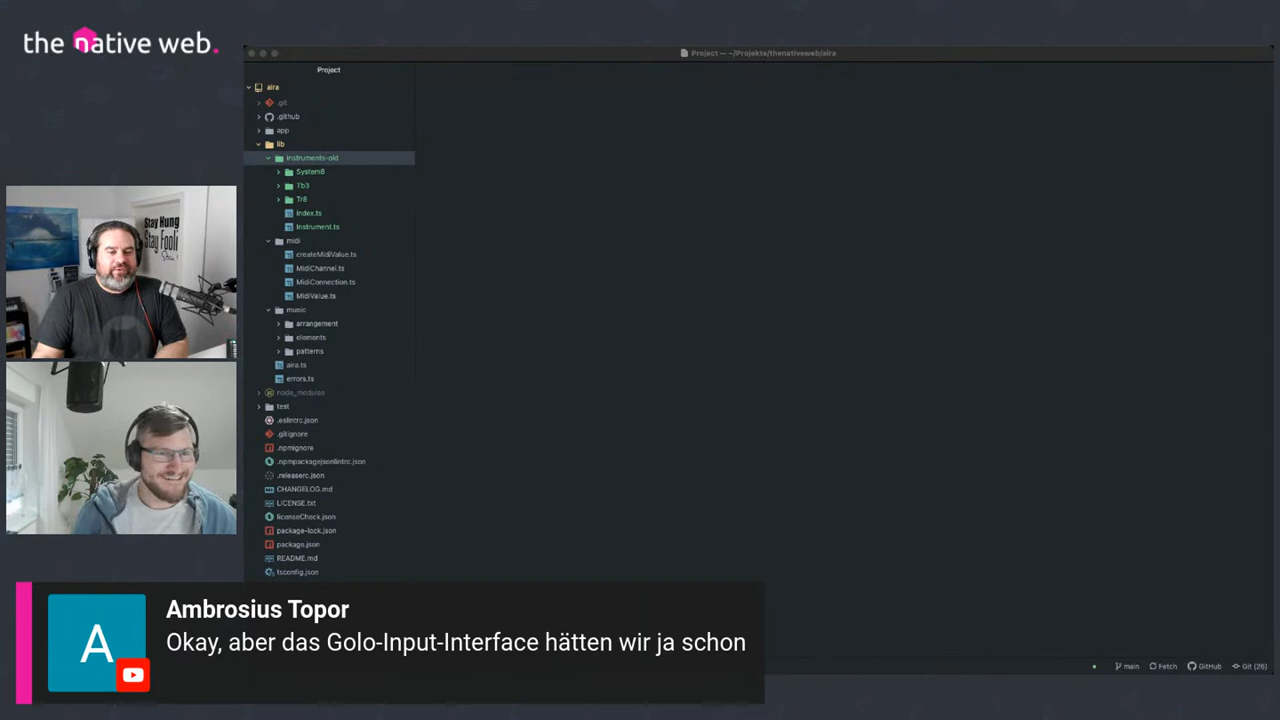 the native web.
Project — ~/Projekte/thenativeweb/aira
Project
aira
.git
.github
app
lib
instruments-old
System8
Tb3
Tr8
index.ts
Instrument.ts
midi
createMidiValue.ts
MidiChannel.ts
MidiConnection.ts
MidiValue.ts
music
arrangement
elements
patterns
aira.ts
errors.ts
node_modules
test
.eslintrc.json
.gitignore
.npmignore
.npmpackagejsonlintrc.json
.releaserc.json
CHANGELOG.md
LICENSE.txt
licenseCheck.json
package-lock.json
package.json
README.md
tsconfig.json
Stay Hung
Stay Fooli
A
Ambrosius Topor
Okay, aber das Golo-Input-Interface hätten wir ja schon
main Fetch GitHub Git (26)